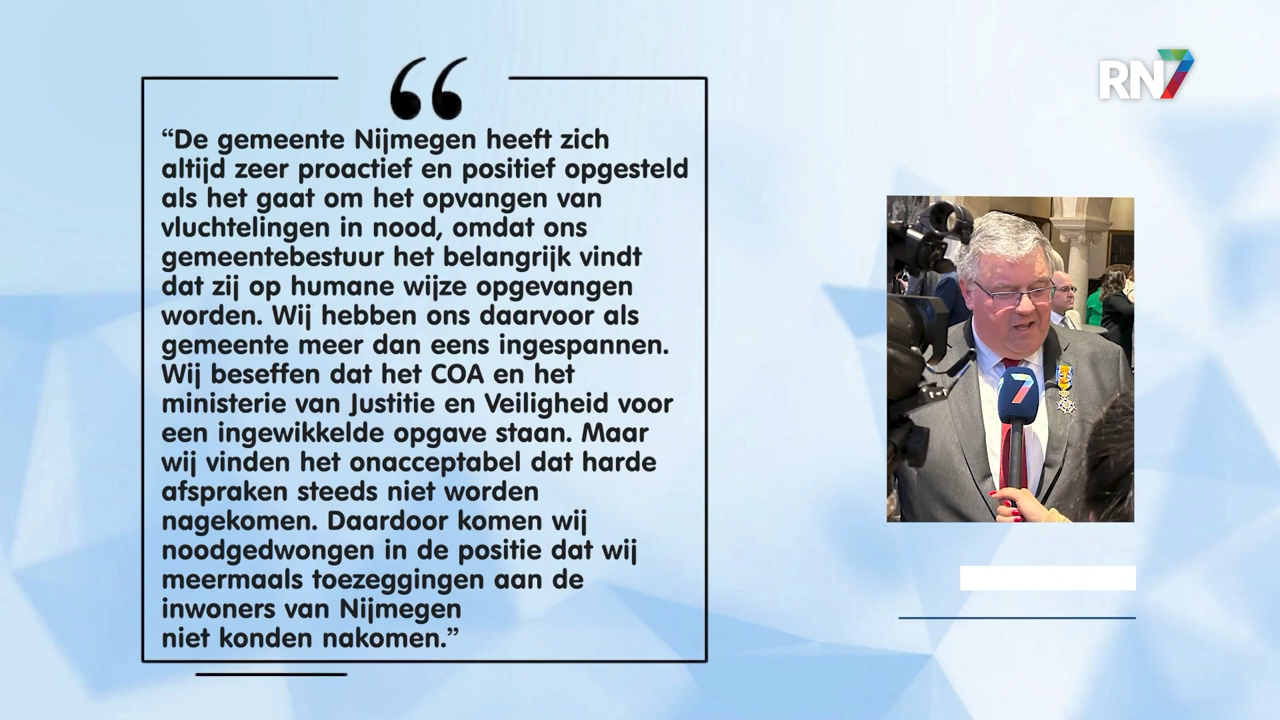 RN7
“De gemeente Nijmegen heeft zich
altijd zeer proactief en positief opgesteld
als het gaat om het opvangen van
vluchtelingen in nood, omdat ons
gemeentebestuur het belangrijk vindt
dat zij op humane wijze opgevangen
worden. Wij hebben ons daarvoor als
gemeente meer dan eens ingespannen.
Wij beseffen dat het COA en het
ministerie van Justitie en Veiligheid voor
een ingewikkelde opgave staan. Maar
wij vinden het onacceptabel dat harde
afspraken steeds niet worden
nagekomen. Daardoor komen wij
noodgedwongen in de positie dat wij
meermaals toezeggingen aan de
inwoners van Nijmegen
niet konden nakomen.”
7